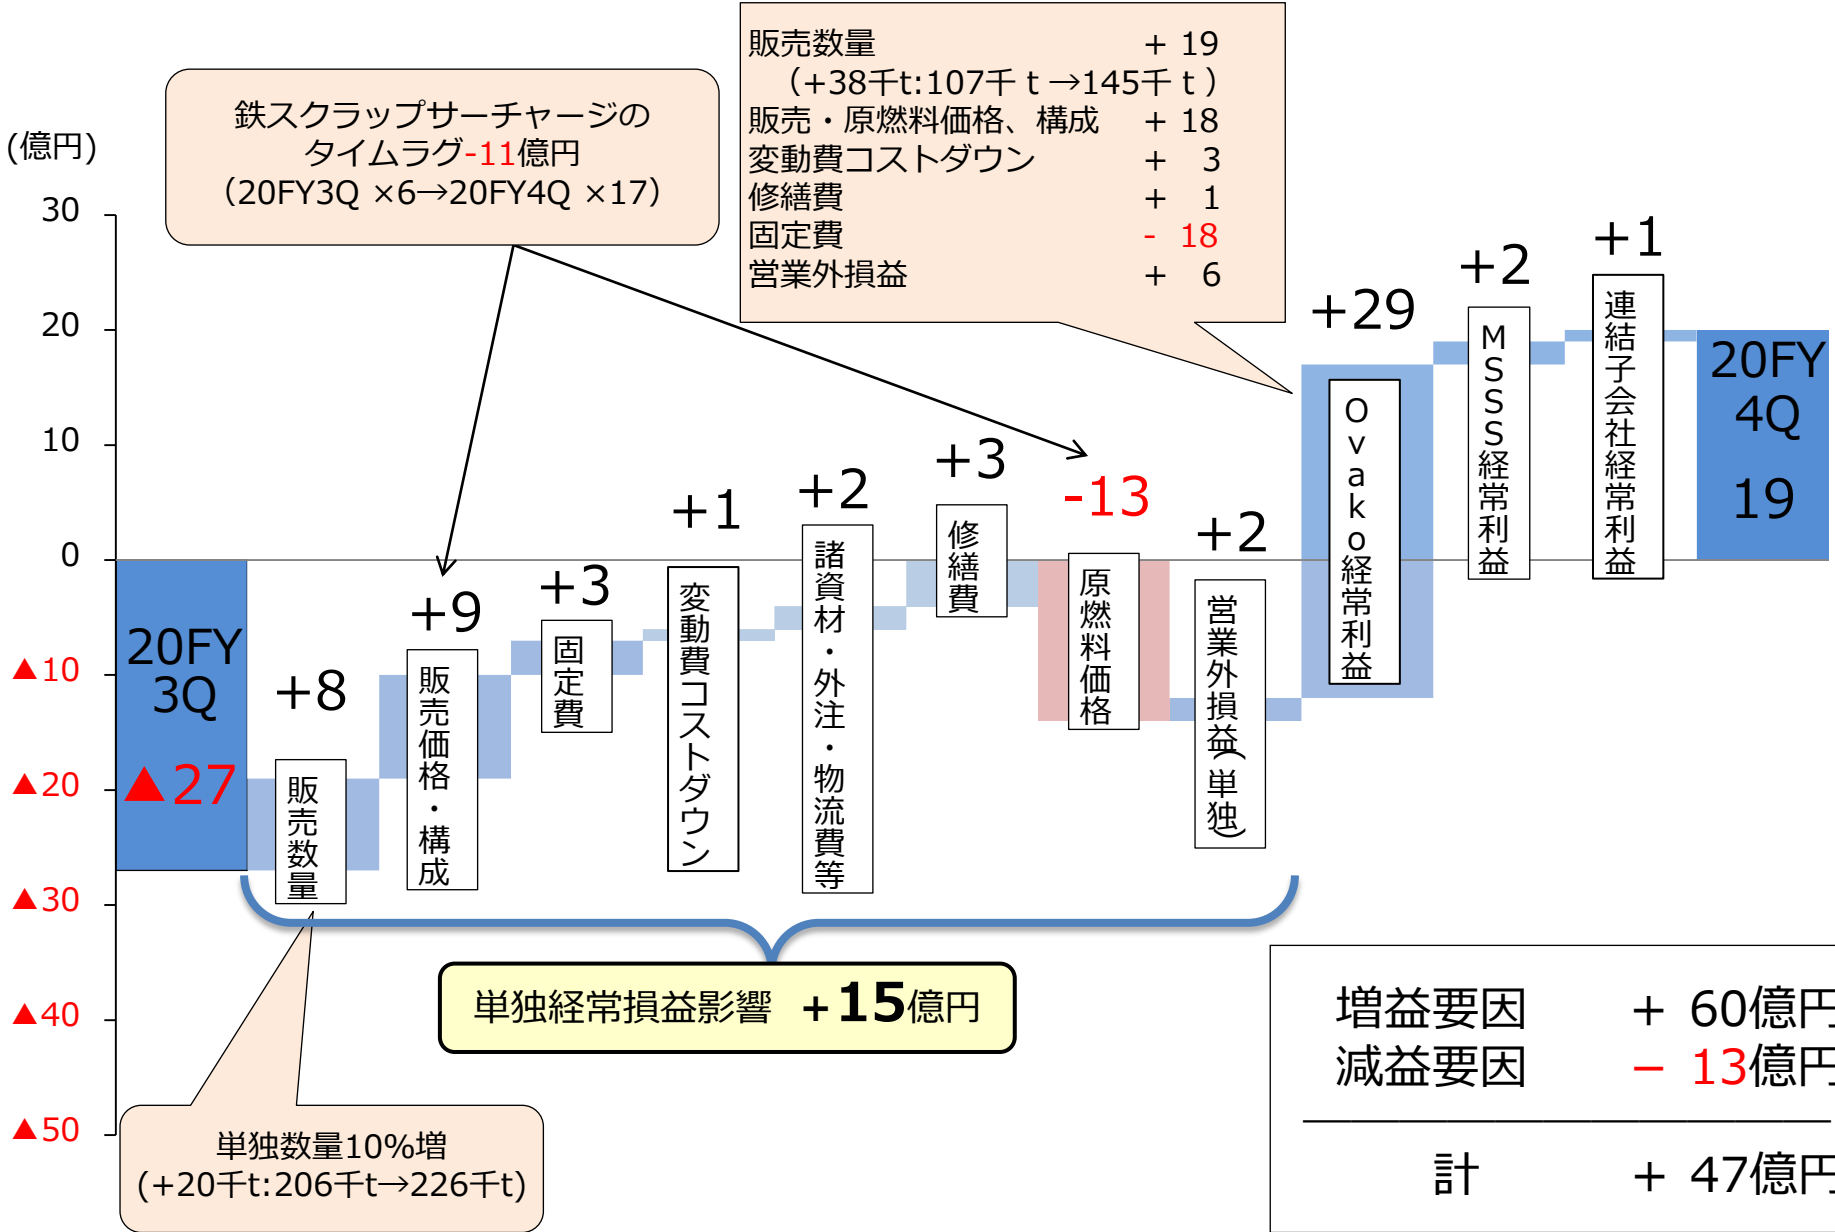 販売数量 + 19
(+38千t:107千 t →145千 t )
販売・原燃料価格、構成 + 18
変動費コストダウン + 3
修繕費 + 1
固定費 - 18
営業外損益 + 6
鉄スクラップサーチャージの
タイムラグ-11億円
(20FY3Q ×6→20FY4Q ×17)
(億円)
30
20
10
0
▲10
▲20
▲30
▲40
▲50
20FY
3Q
▲27
+8
販売数量
+9
販売価格・構成
+3
固定費
+1
変動費コストダウン
+2
諸資材・外注・物流費等
+3
修繕費
-13
原燃料価格
+2
営業外損益(単独)
+29
Ovako経常利益
+2
MSSS経常利益
+1
連結子会社経常利益
20FY
4Q
19
単独経常損益影響 +15億円
単独数量10%増
(+20千t:206千t→226千t)
増益要因 + 60億円
減益要因 − 13億円
計 + 47億円